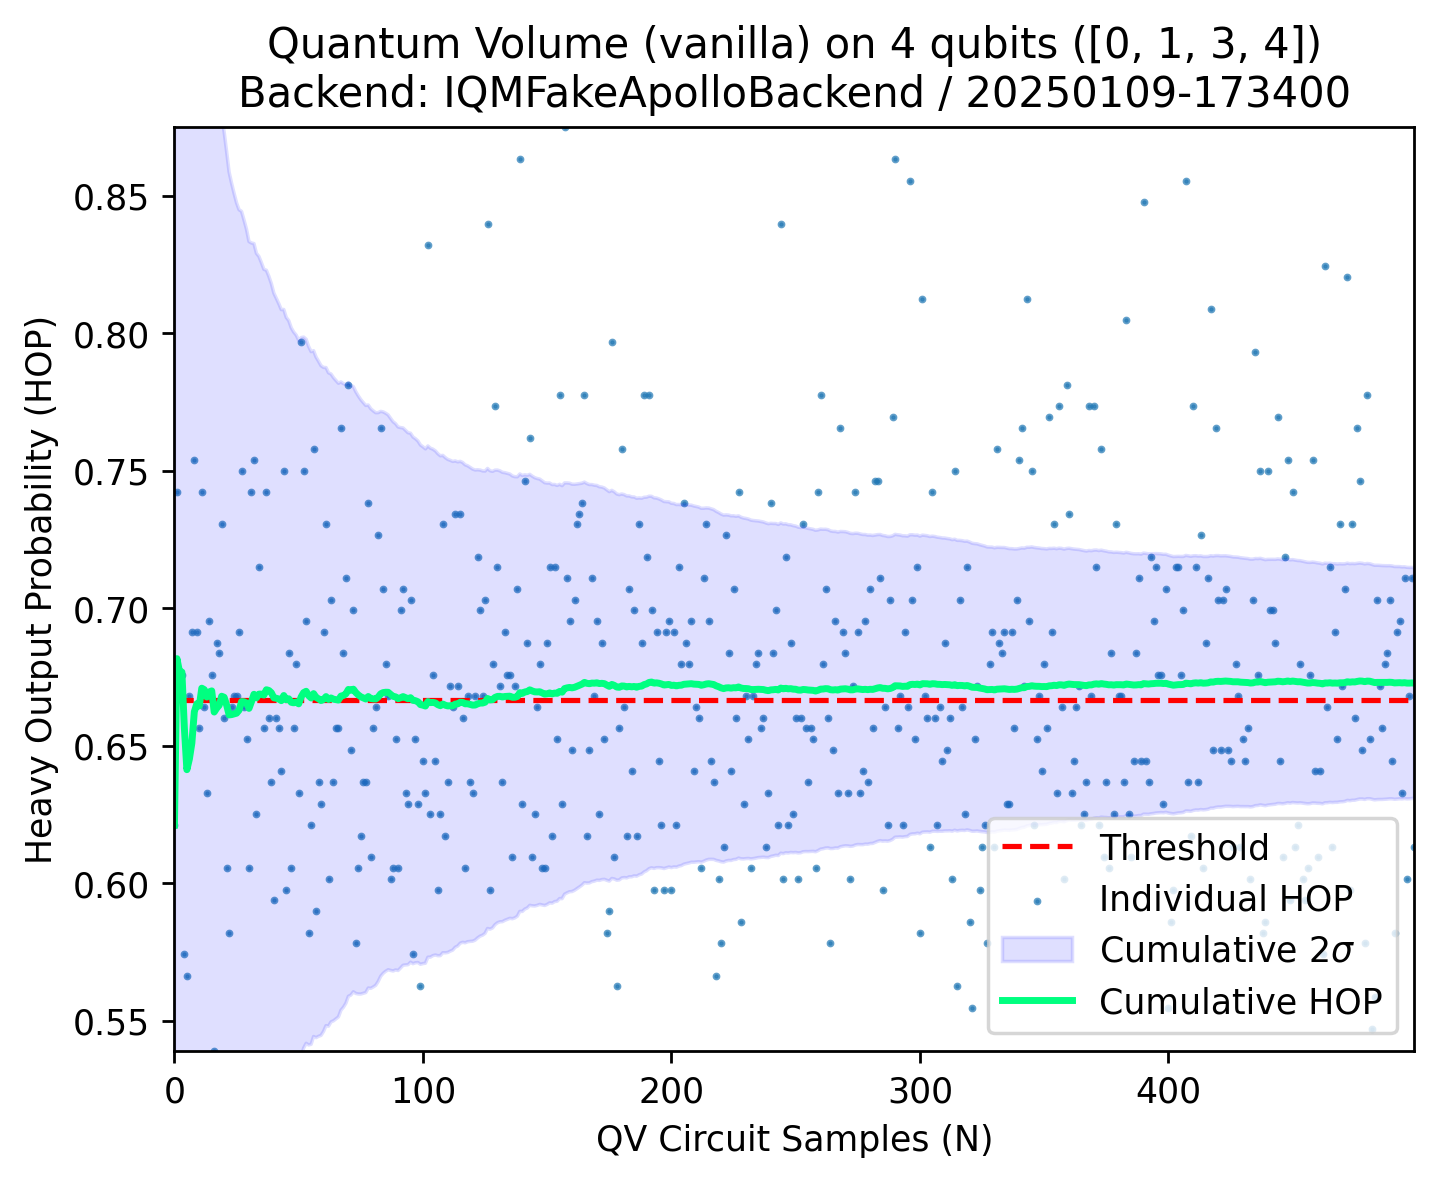 Quantum Volume (vanilla) on 4 qubits ([0, 1, 3, 4])
Backend: IQMFakeApolloBackend / 20250109-173400
Heavy Output Probability (HOP)
0.85
0.80
0.75
0.70
0.65
0.60
0.55
0
100
200
300
400
QV Circuit Samples (N)
Threshold
Individual HOP
Cumulative 2σ
Cumulative HOP